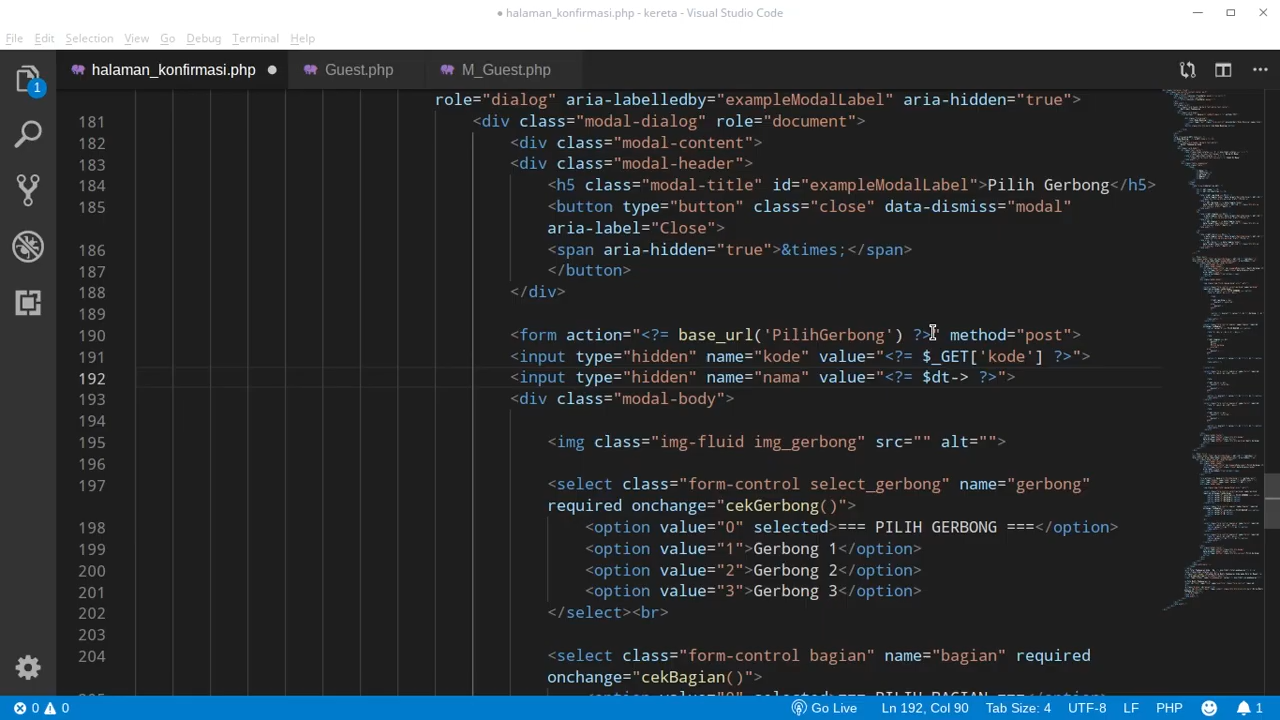 ● halaman_konfirmasi.php - kereta - Visual Studio Code
File Edit Selection View Go Debug Terminal Help
halaman_konfirmasi.php ● Guest.php M_Guest.php
1
role="dialog" aria-labelledby="exampleModalLabel" aria-hidden="true">
181 <div class="modal-dialog" role="document">
182 <div class="modal-content">
183 <div class="modal-header">
184 <h5 class="modal-title" id="exampleModalLabel">Pilih Gerbong</h5>
185 <button type="button" class="close" data-dismiss="modal"
aria-label="Close">
186 <span aria-hidden="true">&times;</span>
187 </button>
188 </div>
189
190 <form action="<?= base_url('PilihGerbong') ?>" method="post">
191 <input type="hidden" name="kode" value="<?= $_GET['kode'] ?>">
192 <input type="hidden" name="nama" value="<?= $dt-> ?>">
193 <div class="modal-body">
194
195 <img class="img-fluid img_gerbong" src="" alt="">
196
197 <select class="form-control select_gerbong" name="gerbong"
required onchange="cekGerbong()">
198 <option value="0" selected>=== PILIH GERBONG ===</option>
199 <option value="1">Gerbong 1</option>
200 <option value="2">Gerbong 2</option>
201 <option value="3">Gerbong 3</option>
202 </select><br>
203
204 <select class="form-control bagian" name="bagian" required
onchange="cekBagian()">
205 <option value="0" selected>=== PILIH BAGIAN ===</option>
0 0 Go Live Ln 192, Col 90 Tab Size: 4 UTF-8 LF PHP 1